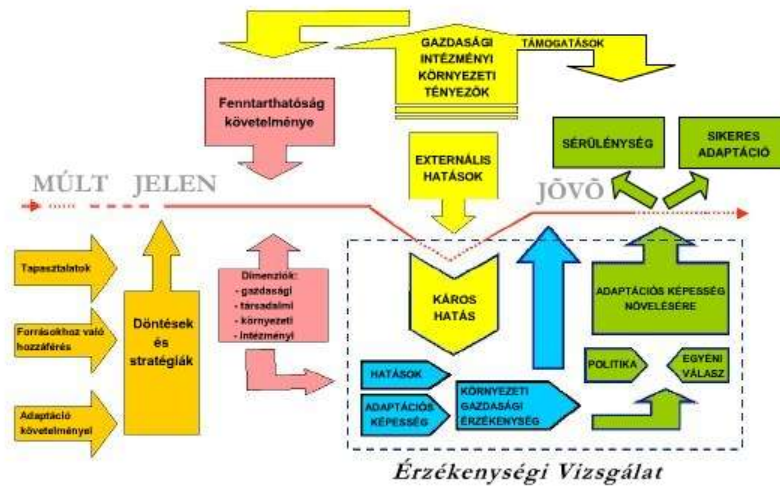 GAZDASÁGI
INTÉZMÉNYI
KÖRNYEZETI
TÉNYEZŐK
TÁMOGATÁSOK
Fenntarthatóság
követelménye
EXTERNÁLIS
HATÁSOK
SÉRÜLÉNYSÉG
SIKERES
ADAPTÁCIÓ
MÚLT
JELEN
JÖVÕ
Tapasztalatok
Forrásokhoz való
hozzáférés
Adaptáció
követelményei
Döntések
és
stratégiák
Dimenziók:
- gazdasági
- társadalmi
- környezeti
- intézményi
KÁROS
HATÁS
ADAPTÁCIÓS KÉPESSÉG
NÖVELÉSÉRE
HATÁSOK
ADAPTÁCIÓS
KÉPESSÉG
KÖRNYEZETI
GAZDASÁGI
ÉRZÉKENYSÉG
POLITIKA
EGYÉNI
VÁLASZ
Érzékenységi Vizsgálat